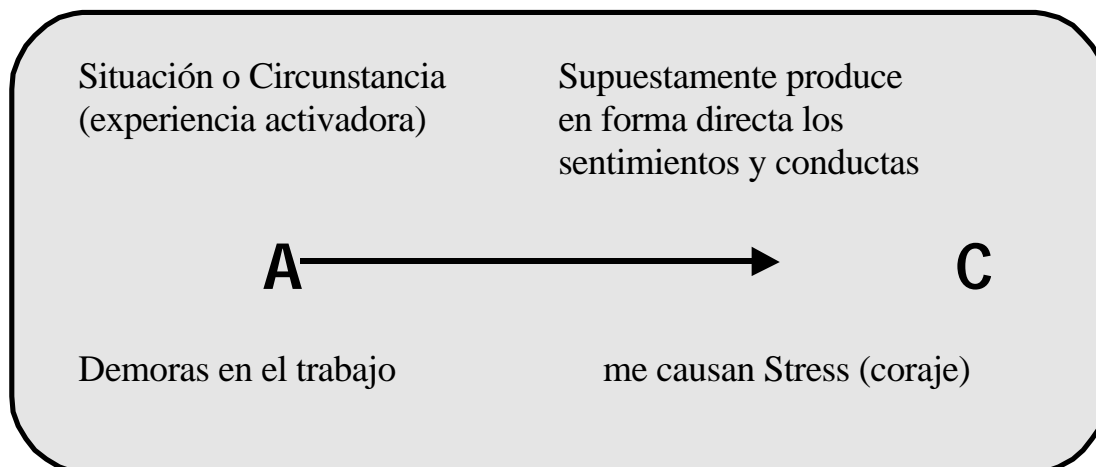 Situación o Circunstancia
(experiencia activadora)
Supuestamente produce
en forma directa los
sentimientos y conductas
A
C
Demoras en el trabajo
me causan Stress (coraje)